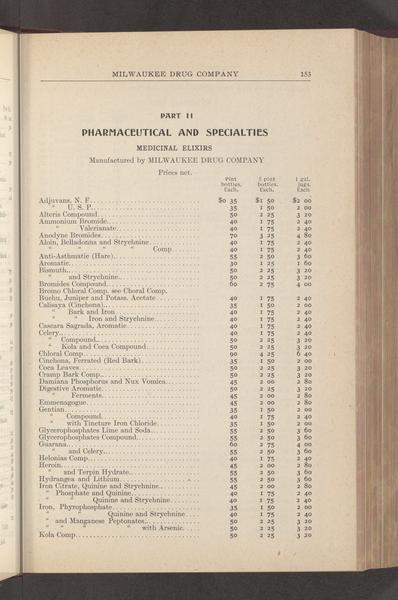 MILWAUKEE DRUG COMPANY 153
PART II
PHARMACEUTICAL AND SPECIALTIES
MEDICINAL ELIXIRS
Manufactured by MILWAUKEE DRUG COMPANY
Prices net.
Pint bottles, Each. 5 pint bottles. Each. 1 gal. jugs. Each
Adjuvans, N. F. $0 35 $1 50 $2 00
" U. S. P. 35 1 50 2 00
Alteris Compound 50 2 25 3 20
Ammonium Bromide 40 1 75 2 40
" Valerianate 40 1 75 2 40
Anodyne Bromides 70 3 25 4 80
Aloin, Belladonna and Strychnine 40 1 75 2 40
" " " Comp 40 1 75 2 40
Anti-Asthmatic (Hare) 55 2 50 3 60
Aromatic 30 1 25 1 60
Bismuth 50 2 25 3 20
" and Strychnine 50 2 25 3 20
Bromides Compound 60 2 75 4 00
Bromo Chloral Comp. see Choral Comp.
Buchu, Juniper and Potass. Acetate 40 1 75 2 40
Calisaya (Cinchona) 35 1 50 2 00
" Bark and Iron 40 1 75 2 40
" " Iron and Strychnine 40 1 75 2 40
Cascara Sagrada, Aromatic 40 1 75 2 40
Celery 40 1 75 2 40
" Compound 50 2 25 3 20
" Kola and Coca Compound 50 2 25 3 20
Chloral Comp 90 4 25 6 40
Cinchona, Ferrated (Red Bark) 35 1 50 2 00
Coca Leaves 50 2 25 3 20
Cramp Bark Comp 50 2 25 3 20
Damiana Phosphorus and Nux Vomica 45 2 00 2 80
Digestive Aromatic 50 2 25 3 20
" Ferments 45 2 00 2 80
Emmenagogue 45 2 00 2 80
Gentian 35 1 50 2 00
" Compound 40 1 75 2 40
" with Tincture Iron Chloride 35 1 50 2 00
Glycerophosphates Lime and Soda 55 2 50 3 60
Glycerophosphates Compound 55 2 50 3 60
Guarana 60 2 75 4 00
" and Celery 55 2 50 3 60
Helonias Comp 40 1 75 2 40
Heroin 45 2 00 2 80
" and Terpin Hydrate 55 2 50 3 60
Hydrangea and Lithium 55 2 50 3 60
Iron Citrate, Quinine and Strychnine 45 2 00 2 80
" Phosphate and Quinine 40 1 75 2 40
" " Quinine and Strychnine 40 1 75 2 40
Iron, Phyrophosphate 35 1 50 2 00
" " Quinine and Strychnine 40 1 75 2 40
" and Manganese Peptonates 50 2 25 3 20
" " " " with Arsenic 50 2 25 3 20
Kola Comp 50 2 25 3 20